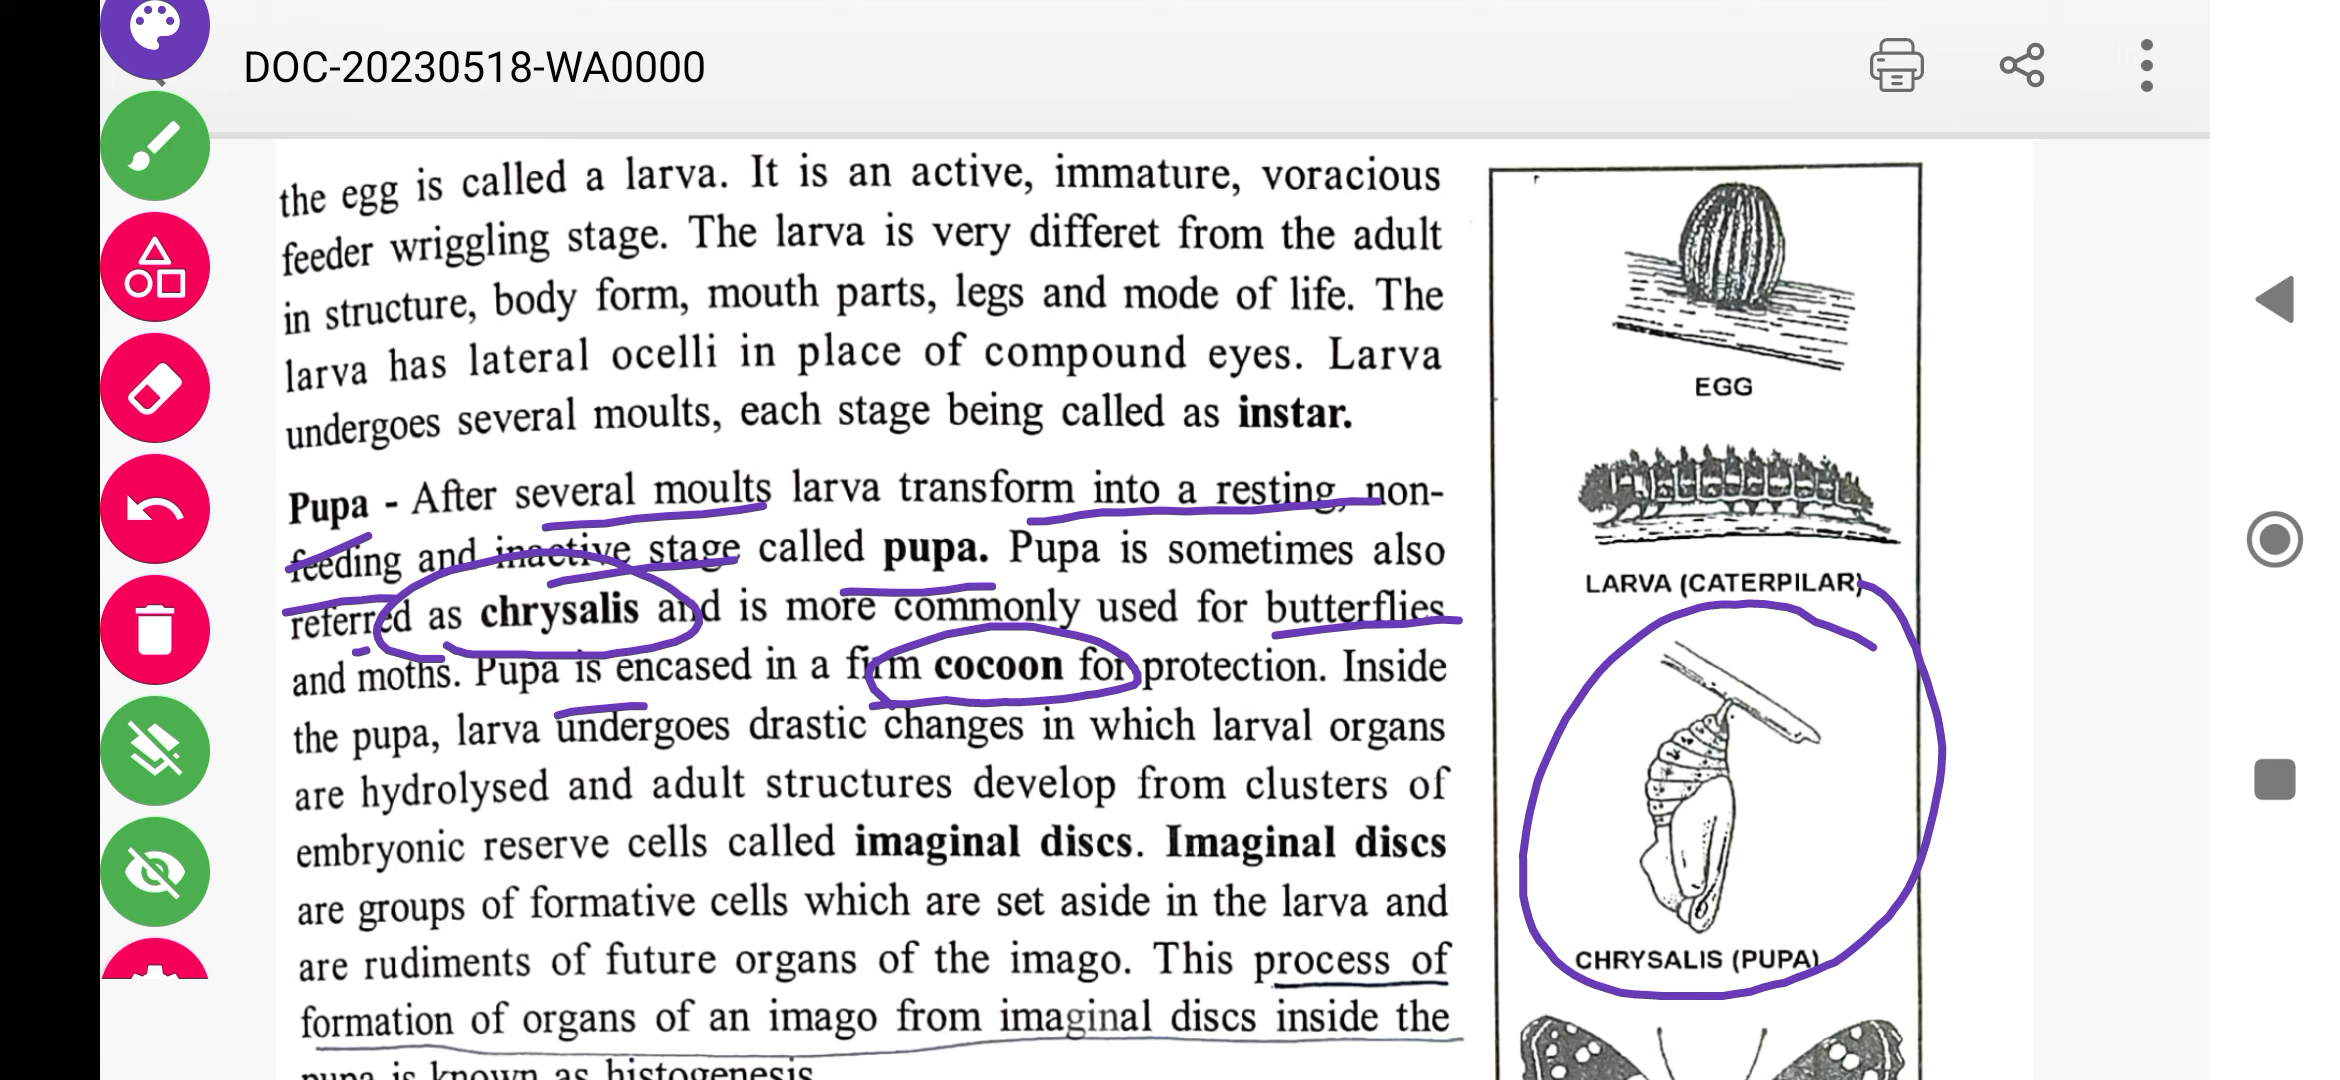 DOC-20230518-WA0000
the egg is called a larva. It is an active, immature, voracious
feeder wriggling stage. The larva is very differet from the adult
in structure, body form, mouth parts, legs and mode of life. The
larva has lateral ocelli in place of compound eyes. Larva
undergoes several moults, each stage being called as instar.
Pupa - After several moults larva transform into a resting, non-
feeding and inactive stage called pupa. Pupa is sometimes also
referred as chrysalis and is more commonly used for butterflies
and moths. Pupa is encased in a firm cocoon for protection. Inside
the pupa, larva undergoes drastic changes in which larval organs
are hydrolysed and adult structures develop from clusters of
embryonic reserve cells called imaginal discs. Imaginal discs
are groups of formative cells which are set aside in the larva and
are rudiments of future organs of the imago. This process of
formation of organs of an imago from imaginal discs inside the
pupa is known as histogenesis
EGG
LARVA (CATERPILAR)
CHRYSALIS (PUPA)